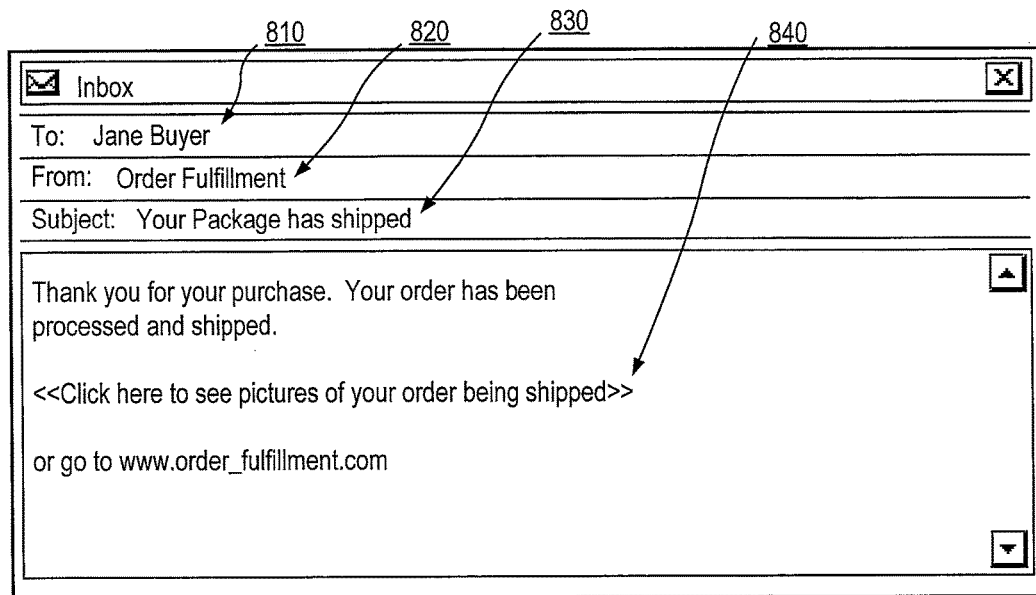 810 820 830 840
Inbox
To: Jane Buyer
From: Order Fulfillment
Subject: Your Package has shipped
Thank you for your purchase. Your order has been
processed and shipped.
<<Click here to see pictures of your order being shipped>>
or go to www.order_fulfillment.com